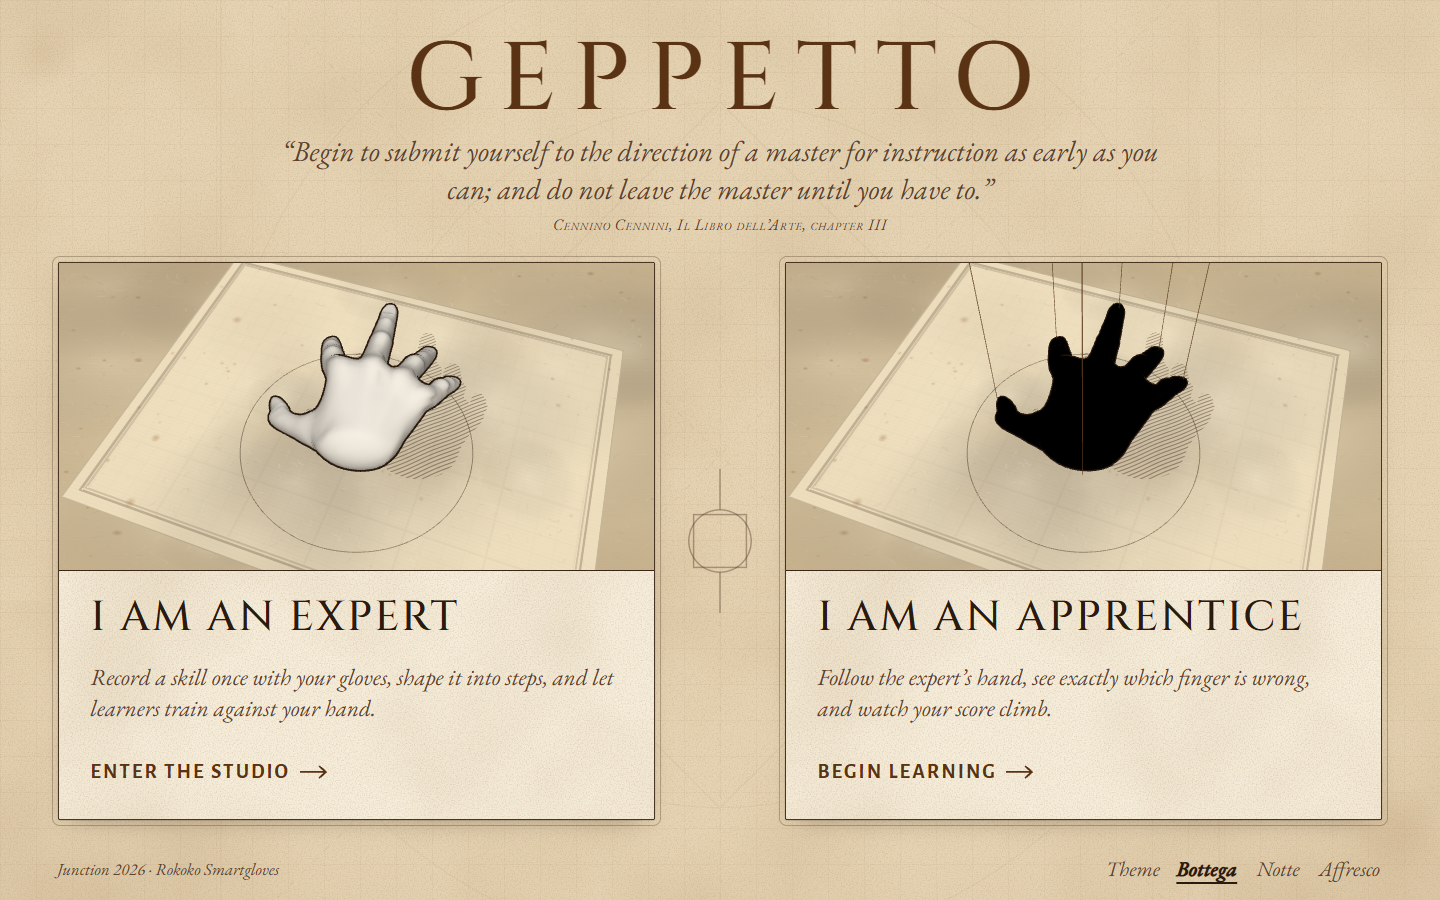 GEPPETTO
“Begin to submit yourself to the direction of a master for instruction as early as you
can; and do not leave the master until you have to.”
Cennino Cennini, Il Libro dell’Arte, chapter III
I AM AN EXPERT
Record a skill once with your gloves, shape it into steps, and let
learners train against your hand.
ENTER THE STUDIO →
I AM AN APPRENTICE
Follow the expert’s hand, see exactly which finger is wrong,
and watch your score climb.
BEGIN LEARNING →
Junction 2026 · Rokoko Smartgloves
Theme Bottega Notte Affresco